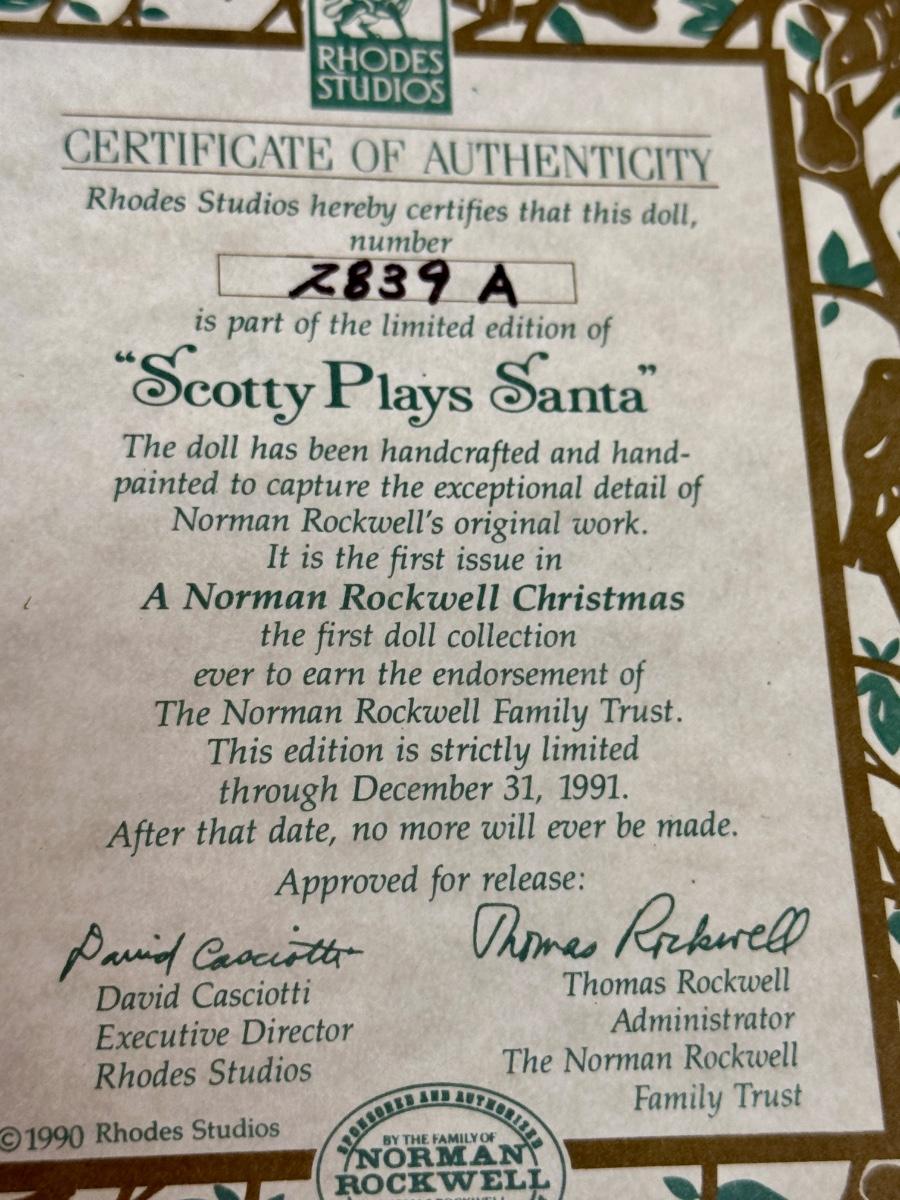 RHODES
STUDIOS
CERTIFICATE OF AUTHENTICITY
Rhodes Studios hereby certifies that this doll,
number
2839 A
is part of the limited edition of
“Scotty Plays Santa”
The doll has been handcrafted and hand-
painted to capture the exceptional detail of
Norman Rockwell's original work.
It is the first issue in
A Norman Rockwell Christmas
the first doll collection
ever to earn the endorsement of
The Norman Rockwell Family Trust.
This edition is strictly limited
through December 31, 1991.
After that date, no more will ever be made.
Approved for release:
David Casciotti
Thomas Rockwell
David Casciotti
Executive Director
Rhodes Studios
Thomas Rockwell
Administrator
The Norman Rockwell
Family Trust
©1990 Rhodes Studios
SPONSORED AND AUTHORIZED
BY THE FAMILY OF
NORMAN
ROCKWELL